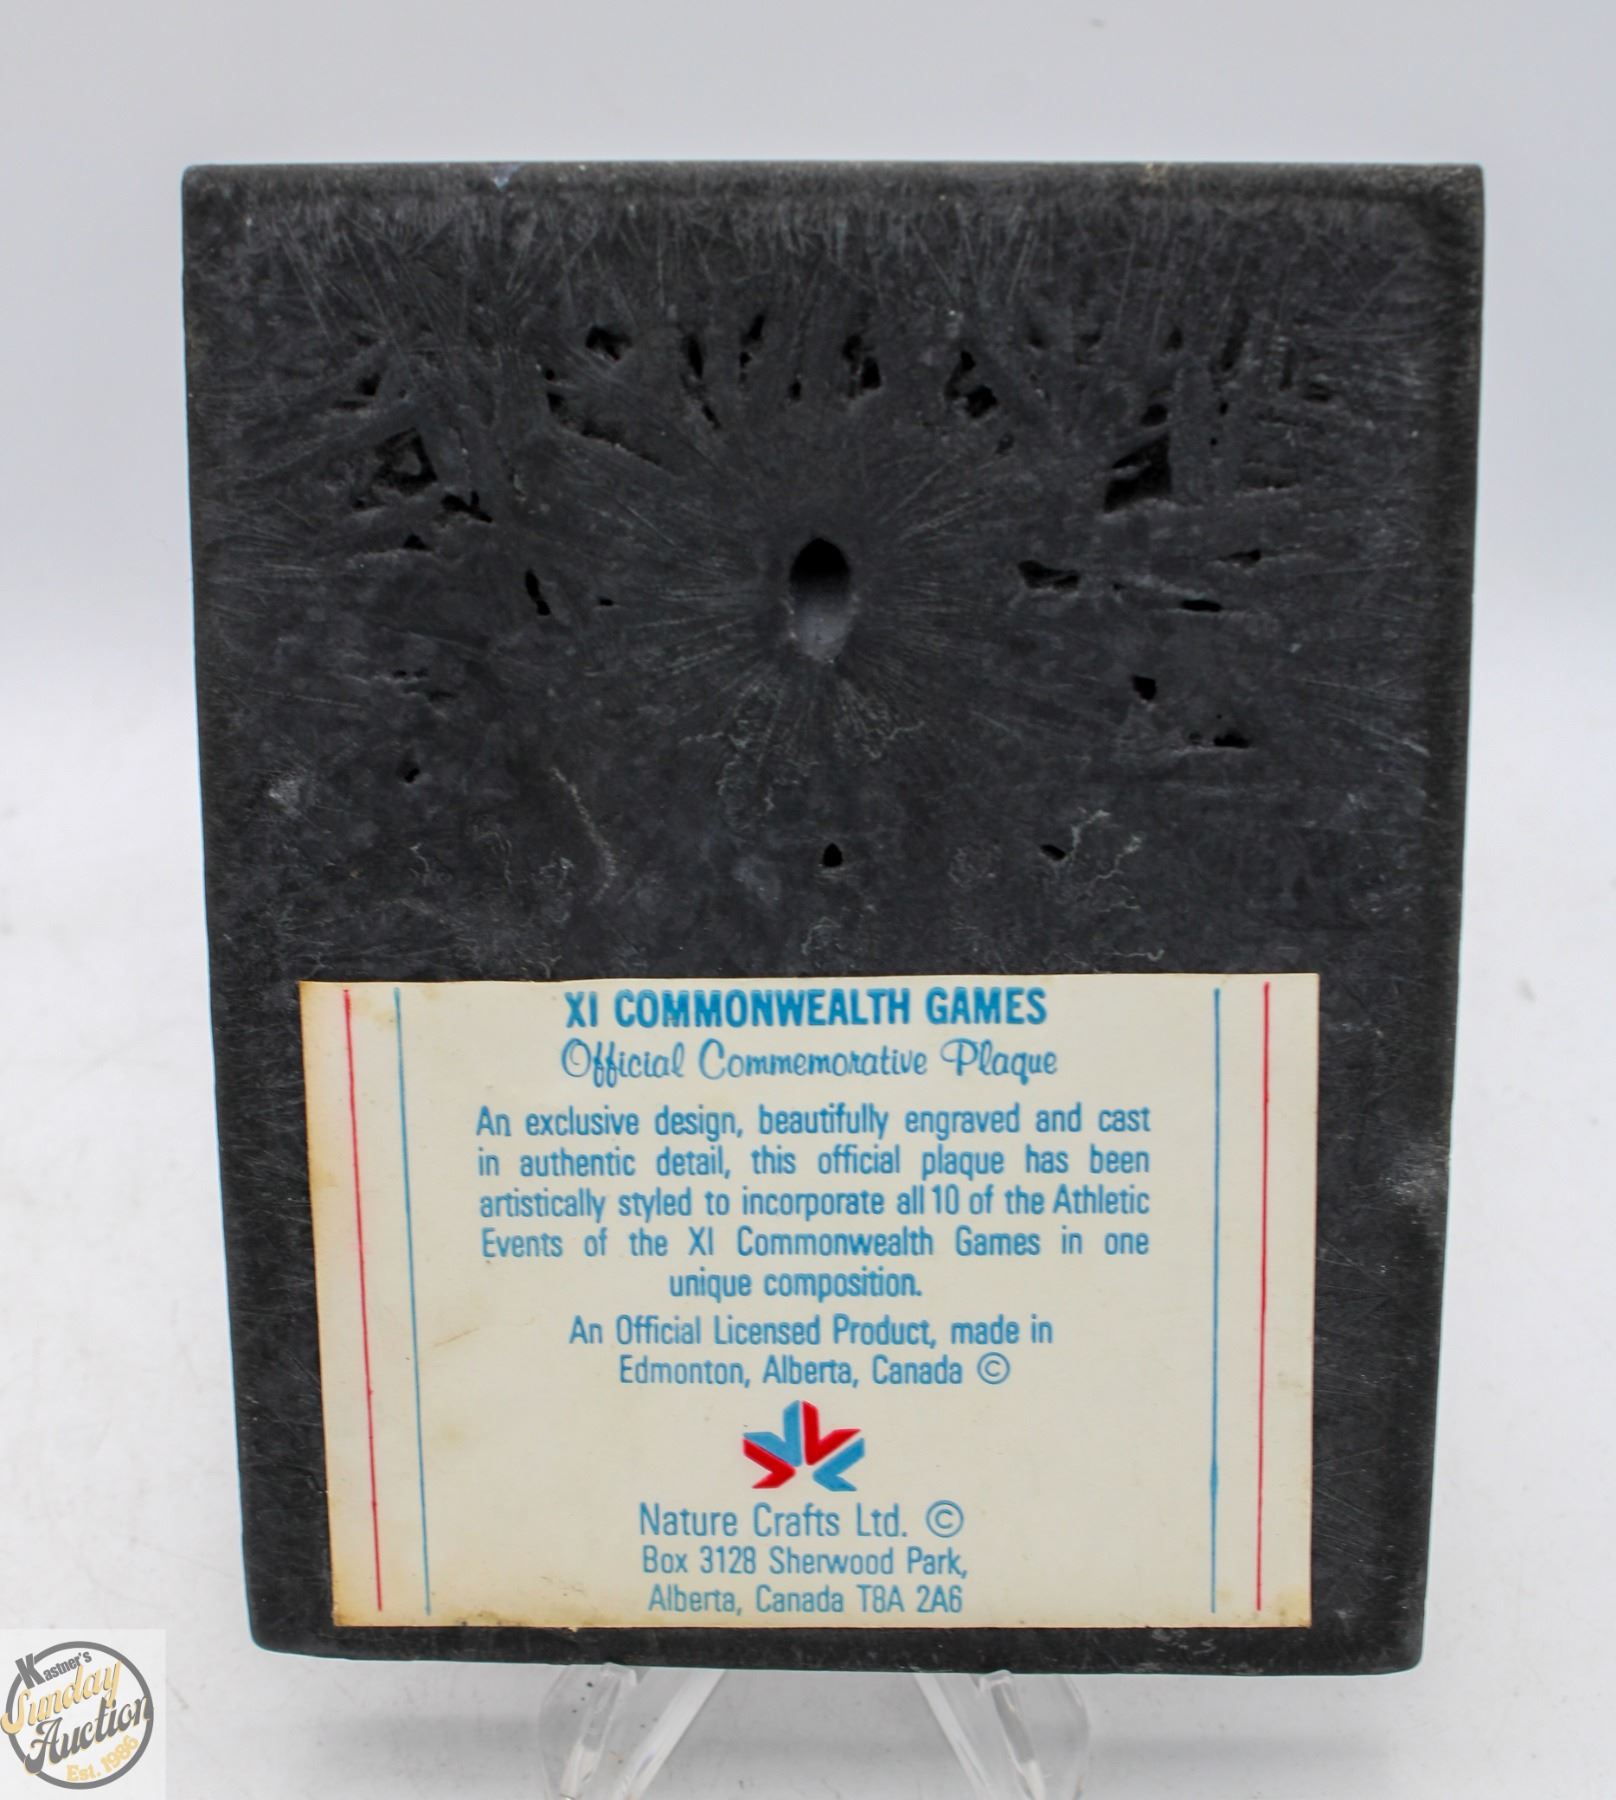 XI COMMONWEALTH GAMES
Official Commemorative Plaque
An exclusive design, beautifully engraved and cast
in authentic detail, this official plaque has been
artistically styled to incorporate all 10 of the Athletic
Events of the XI Commonwealth Games in one
unique composition.
An Official Licensed Product, made in
Edmonton, Alberta, Canada ©
Nature Crafts Ltd. ©
Box 3128 Sherwood Park,
Alberta, Canada T8A 2A6
Kastner's
Sunday
Auction
Est. 1986